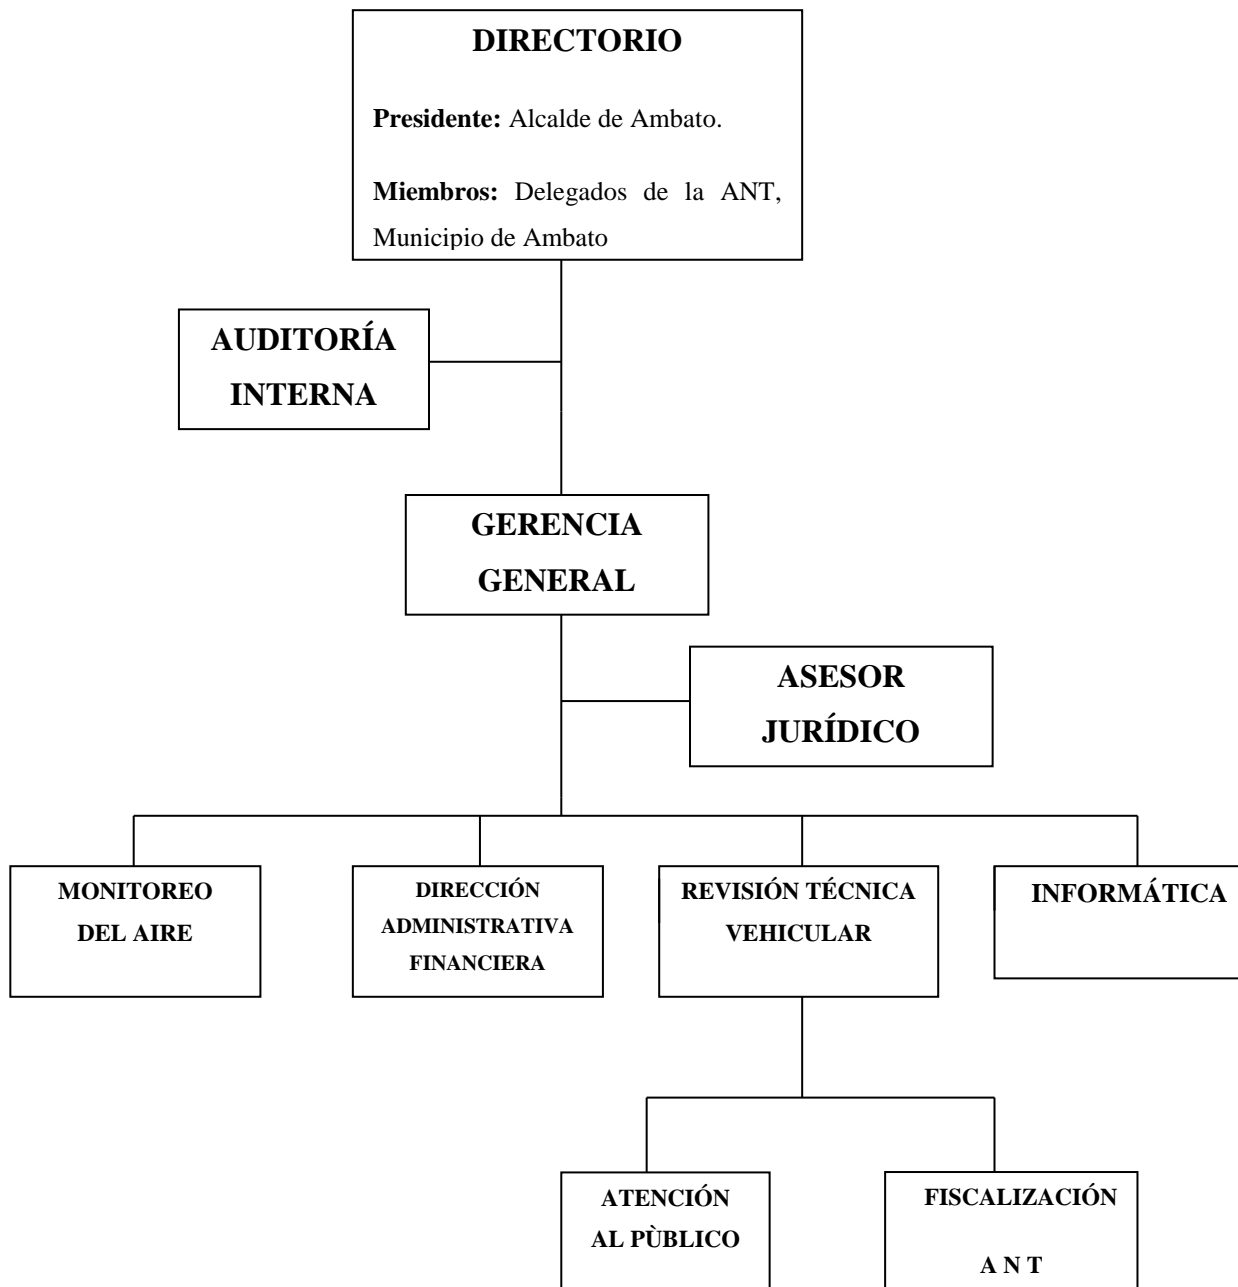 DIRECTORIO
Presidente: Alcalde de Ambato.
Miembros: Delegados de la ANT,
Municipio de Ambato
AUDITORÍA
INTERNA
GERENCIA
GENERAL
ASESOR
JURÍDICO
MONITOREO
DEL AIRE
DIRECCIÓN
ADMINISTRATIVA
FINANCIERA
REVISIÓN TÉCNICA
VEHICULAR
INFORMÁTICA
ATENCIÓN
AL PÙBLICO
FISCALIZACIÓN
A N T